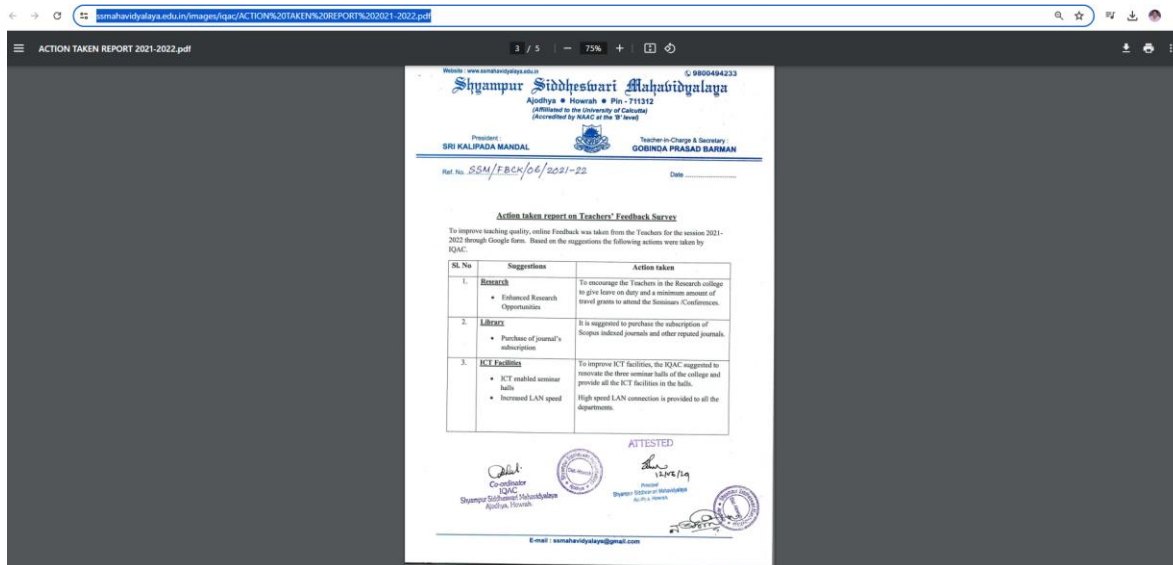 ssmahavidyalaya.edu.in/images/iqac/ACTION%20TAKEN%20REPORT%202021-2022.pdf
ACTION TAKEN REPORT 2021-2022.pdf
3 / 5
75%
Website : www.ssmahavidyalaya.edu.in
9800494233
Shyampur Siddheswari Mahavidyalaya
Ajodhya ● Howrah ● Pin - 711312
(Affiliated to the University of Calcutta)
(Accredited by NAAC at the 'B' level)
President :
SRI KALIPADA MANDAL
Teacher-in-Charge & Secretary :
GOBINDA PRASAD BARMAN
Ref. No. SSM/FBCK/06/2021-22
Date
Action taken report on Teachers' Feedback Survey
To improve teaching quality, online Feedback was taken from the Teachers for the session 2021-
2022 through Google form. Based on the suggestions the following actions were taken by
IQAC.
Sl. No Suggestions Action taken
1. Research
• Enhanced Research
Opportunities
To encourage the Teachers in the Research college
to give leave on duty and a minimum amount of
travel grants to attend the Seminars /Conferences.
2. Library
• Purchase of journal's
subscription
It is suggested to purchase the subscription of
Scopus indexed journals and other reputed journals.
3. ICT Facilities
• ICT enabled seminar
halls
• Increased LAN speed
To improve ICT facilities, the IQAC suggested to
renovate the three seminar halls of the college and
provide all the ICT facilities in the halls.
High speed LAN connection is provided to all the
departments.
ATTESTED
Co-ordinator
IQAC
Shyampur Siddheswari Mahavidyalaya
Ajodhya, Howrah
Principal
Shyampur Siddheswari Mahavidyalaya
E-mail : ssmahavidyalaya@gmail.com